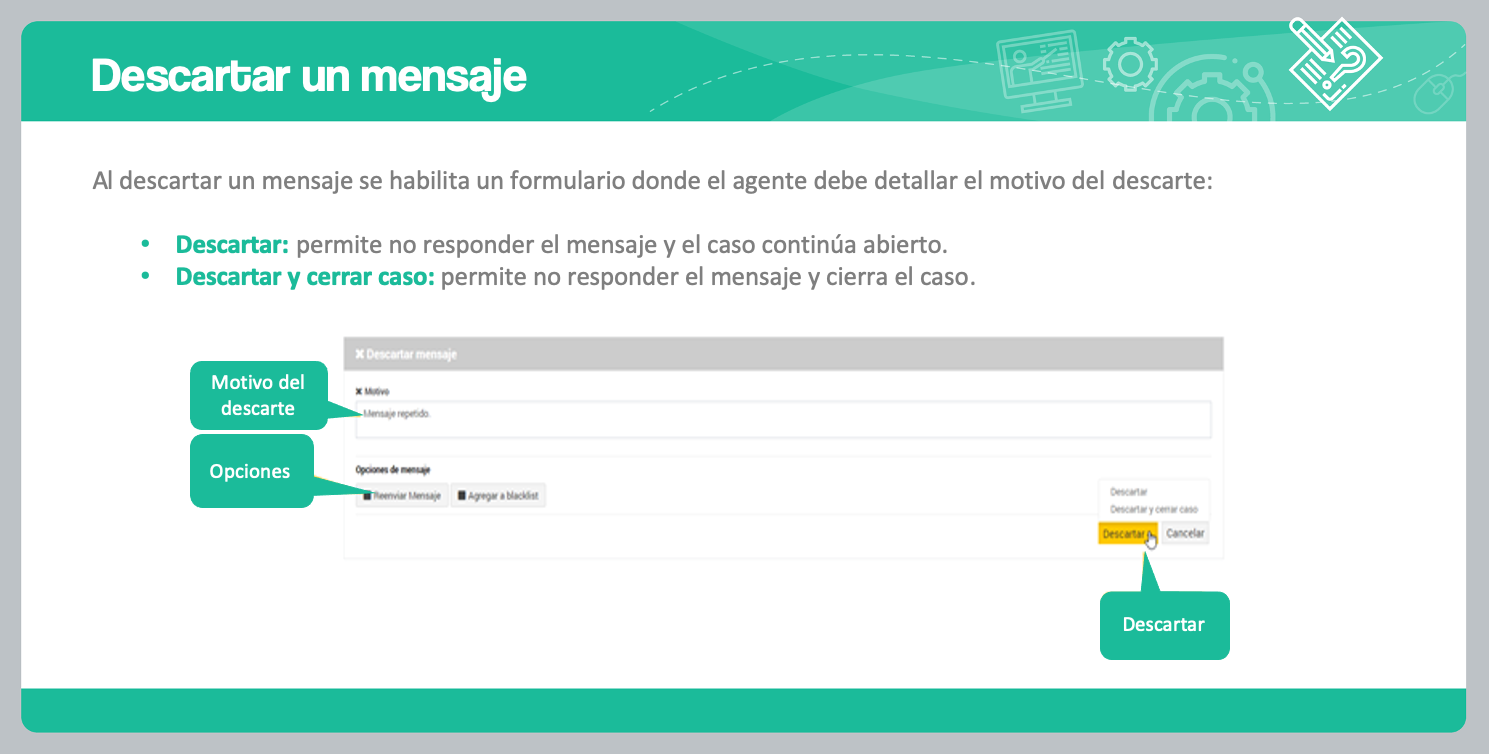 Descartar un mensaje
Al descartar un mensaje se habilita un formulario donde el agente debe detallar el motivo del descarte:
• Descartar: permite no responder el mensaje y el caso continúa abierto.
• Descartar y cerrar caso: permite no responder el mensaje y cierra el caso.
Descartar mensaje
Motivo del
descarte
Motivo
Mensaje repetido.
Opciones
Opciones de mensaje
Reenviar Mensaje
Agregar a blacklist
Descartar
Descartar y cerrar caso
Descartar
Cancelar
Descartar